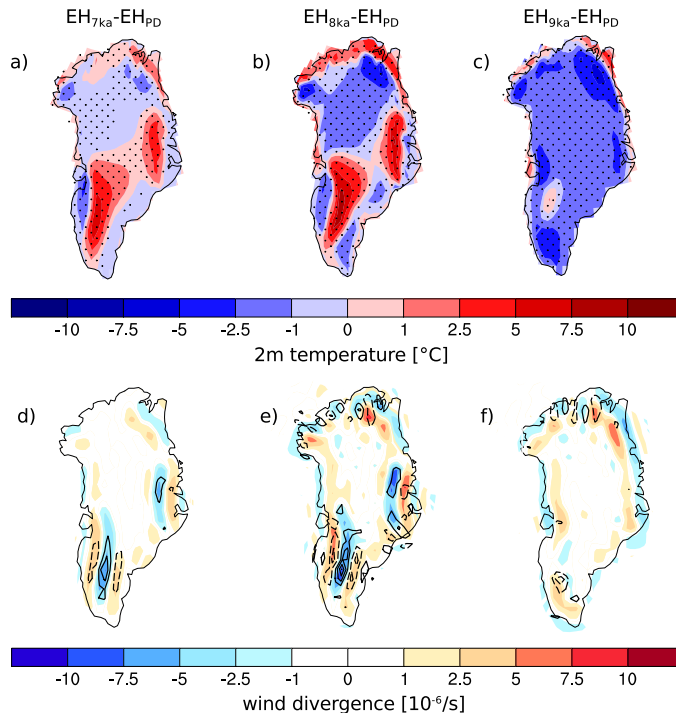 EH7ka-EHPD EH8ka-EHPD EH9ka-EHPD
a) b) c)
-10 -7.5 -5 -2.5 -1 0 1 2.5 5 7.5 10
2m temperature [°C]
d) e) f)
-10 -7.5 -5 -2.5 -1 0 1 2.5 5 7.5 10
wind divergence [10⁻⁶/s]